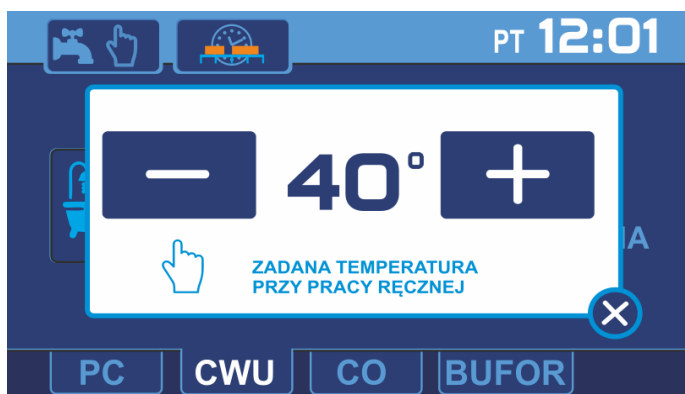 PT 12:01
40°
ZADANA TEMPERATURA
PRZY PRACY RĘCZNEJ
PC CWU CO BUFOR